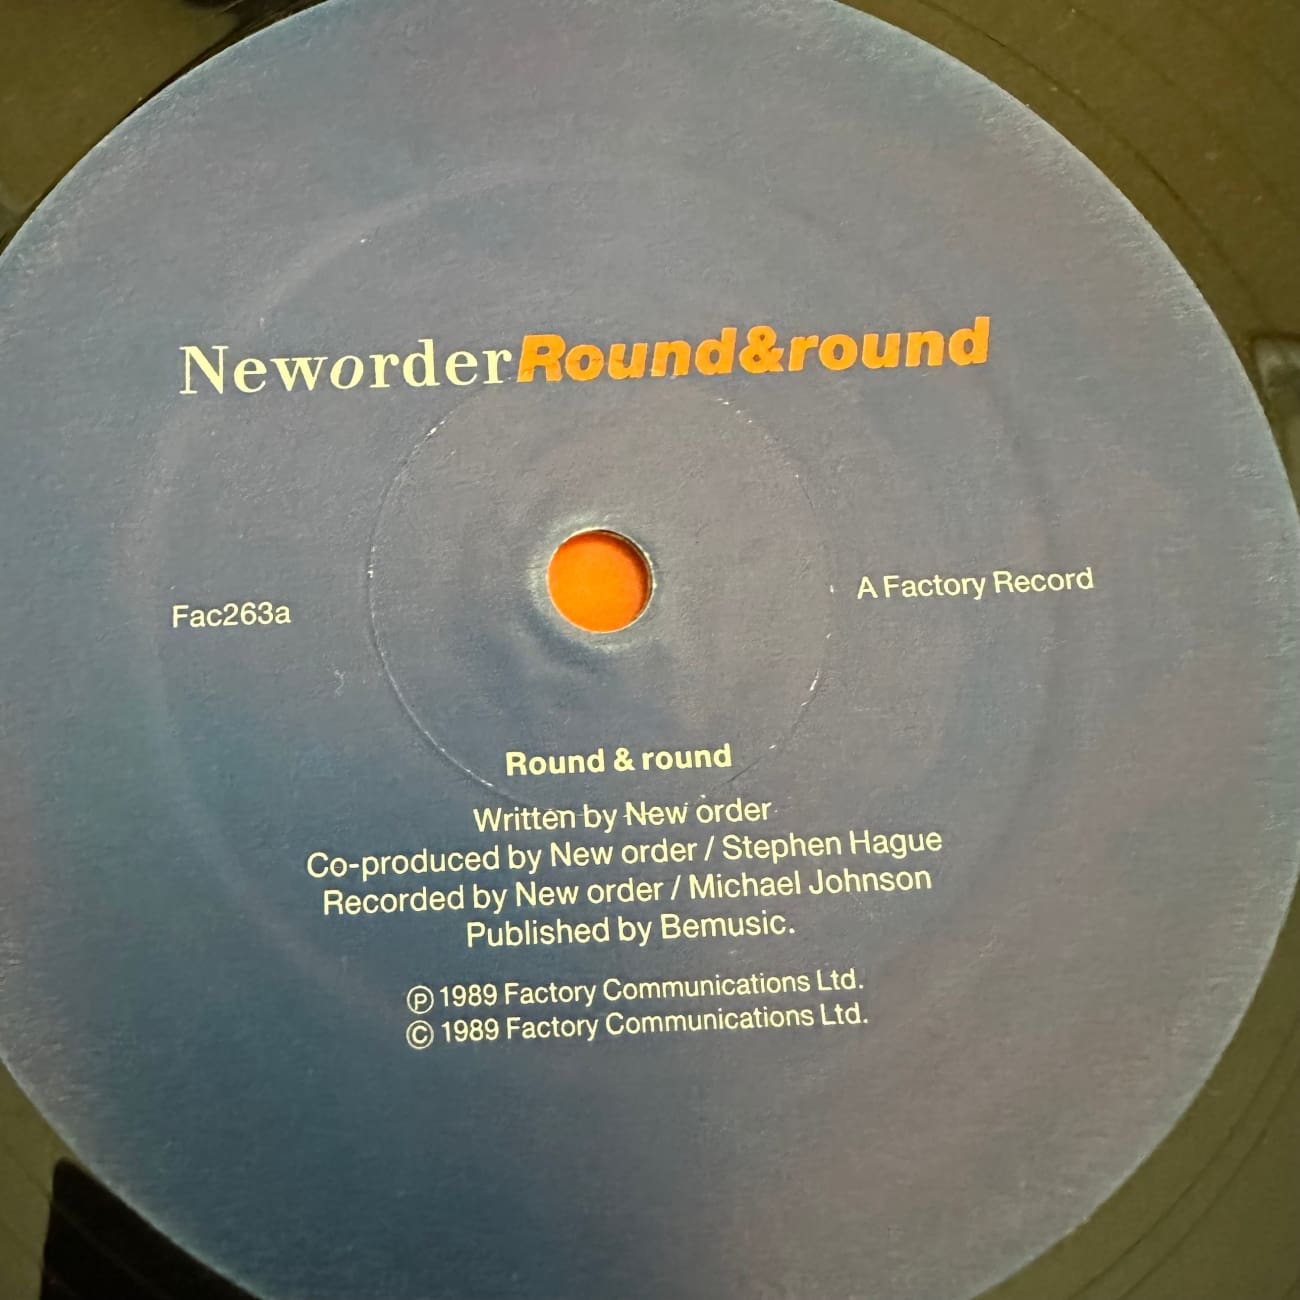 NeworderRound&round
Fac263a
A Factory Record
Round & round
Written by New order
Co-produced by New order / Stephen Hague
Recorded by New order / Michael Johnson
Published by Bemusic.
Ⓟ 1989 Factory Communications Ltd.
© 1989 Factory Communications Ltd.